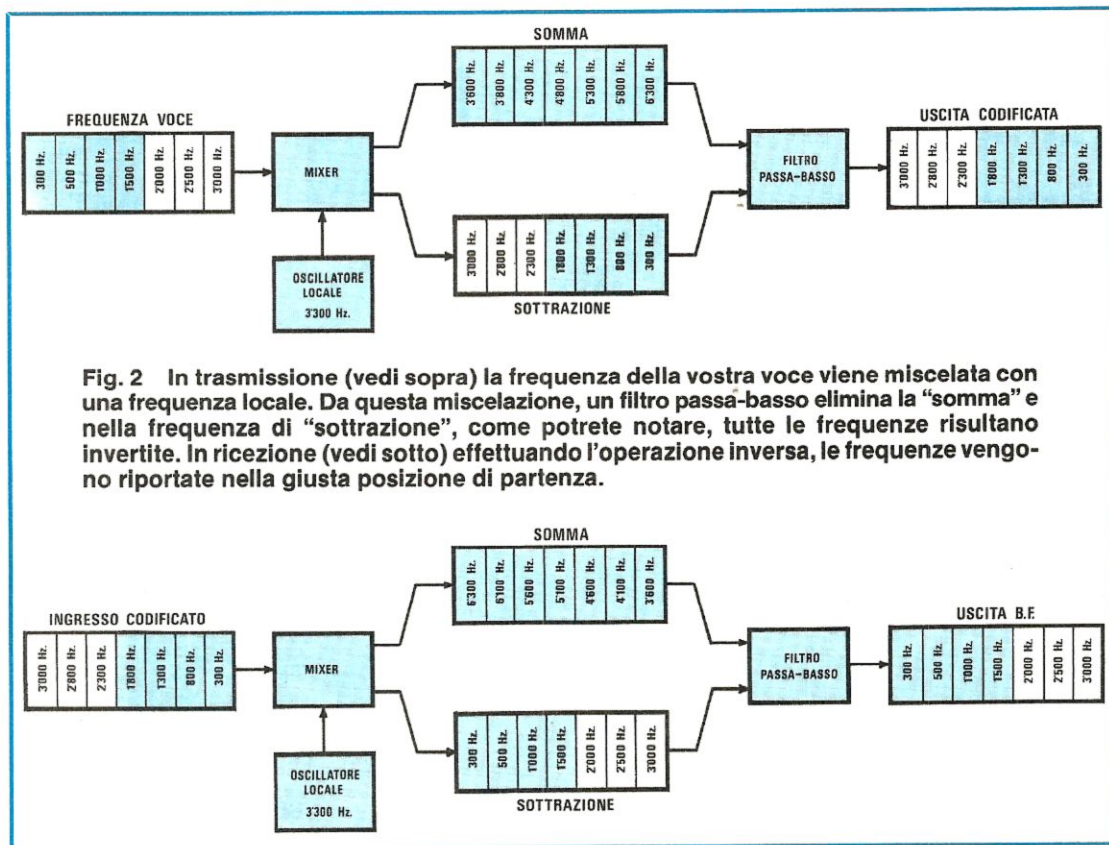 SOMMA
3'600 Hz.
3'800 Hz.
4'300 Hz.
4'800 Hz.
5'300 Hz.
5'800 Hz.
6'300 Hz.
FREQUENZA VOCE
300 Hz.
500 Hz.
1'000 Hz.
1'500 Hz.
2'000 Hz.
2'500 Hz.
3'000 Hz.
MIXER
OSCILLATORE
LOCALE
3'300 Hz.
3'000 Hz.
2'800 Hz.
2'300 Hz.
1'800 Hz.
1'300 Hz.
800 Hz.
300 Hz.
SOTTRAZIONE
FILTRO
PASSA-BASSO
USCITA CODIFICATA
3'000 Hz.
2'800 Hz.
2'300 Hz.
1'800 Hz.
1'300 Hz.
800 Hz.
300 Hz.
Fig. 2 In trasmissione (vedi sopra) la frequenza della vostra voce viene miscelata con
una frequenza locale. Da questa miscelazione, un filtro passa-basso elimina la "somma" e
nella frequenza di "sottrazione", come potrete notare, tutte le frequenze risultano
invertite. In ricezione (vedi sotto) effettuando l'operazione inversa, le frequenze vengo-
no riportate nella giusta posizione di partenza.
SOMMA
6'300 Hz.
6'100 Hz.
5'600 Hz.
5'100 Hz.
4'600 Hz.
4'100 Hz.
3'600 Hz.
INGRESSO CODIFICATO
3'000 Hz.
2'800 Hz.
2'300 Hz.
1'800 Hz.
1'300 Hz.
800 Hz.
300 Hz.
MIXER
OSCILLATORE
LOCALE
3'300 Hz.
300 Hz.
500 Hz.
1'000 Hz.
1'500 Hz.
2'000 Hz.
2'500 Hz.
3'000 Hz.
SOTTRAZIONE
FILTRO
PASSA-BASSO
USCITA B.F.
300 Hz.
500 Hz.
1'000 Hz.
1'500 Hz.
2'000 Hz.
2'500 Hz.
3'000 Hz.